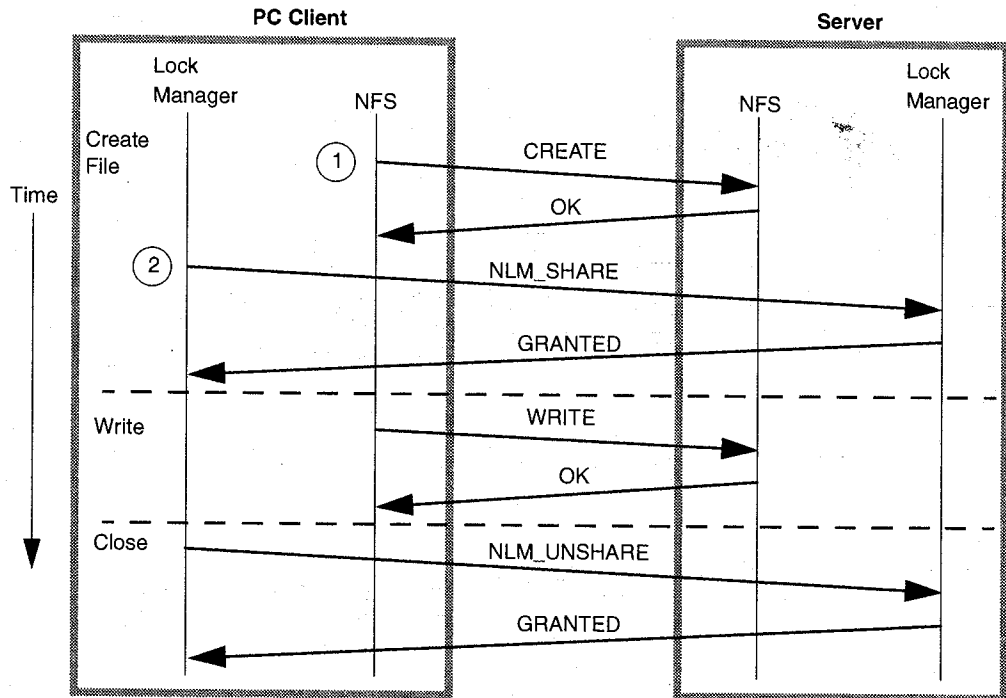 PC Client
Server
Lock
Manager
NFS
NFS
Lock
Manager
Create
File
Time
1
CREATE
OK
2
NLM_SHARE
GRANTED
Write
WRITE
OK
Close
NLM_UNSHARE
GRANTED